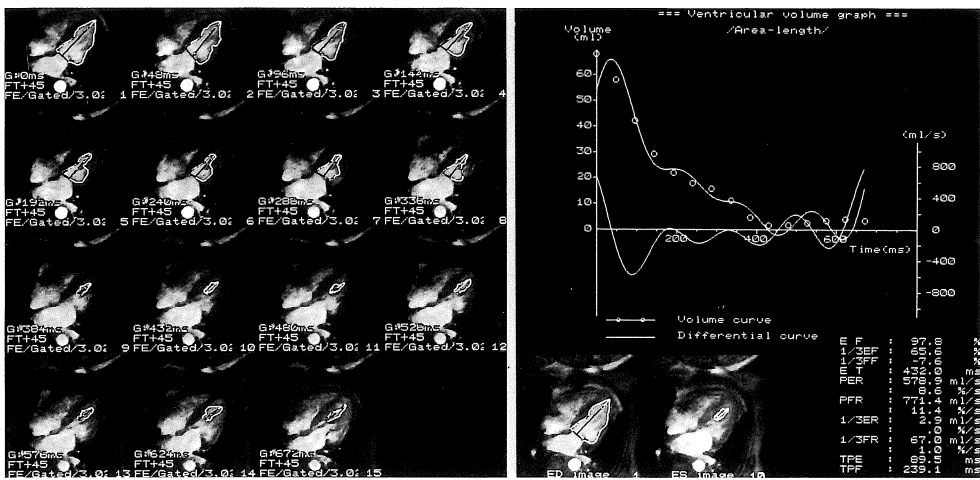 G:0ms
FT+45
FE/Gated/3.0: 1
G:48ms
FT+45
FE/Gated/3.0: 2
G:96ms
FT+45
FE/Gated/3.0: 3
G:144ms
FT+45
FE/Gated/3.0: 4
G:192ms
FT+45
FE/Gated/3.0: 5
G:240ms
FT+45
FE/Gated/3.0: 6
G:288ms
FT+45
FE/Gated/3.0: 7
G:336ms
FT+45
FE/Gated/3.0: 8
G:384ms
FT+45
FE/Gated/3.0: 9
G:432ms
FT+45
FE/Gated/3.0: 10
G:480ms
FT+45
FE/Gated/3.0: 11
G:528ms
FT+45
FE/Gated/3.0: 12
G:576ms
FT+45
FE/Gated/3.0: 13
G:624ms
FT+45
FE/Gated/3.0: 14
G:672ms
FT+45
FE/Gated/3.0: 15
=== Ventricular volume graph ===
/Area-length/
Volume
(ml)
60
50
40
30
20
10
0
200 400 600
Time(ms)
(ml/s)
800
400
0
-400
-800
Volume curve
Differential curve
E F : 97.8 %
1/3EF : 65.6 %
1/3FF : -7.6 %
E T : 432.0 ms
PER : 578.9 ml/s
: 8.6 %/s
PFR : 771.4 ml/s
: 11.4 %/s
1/3ER : 2.9 ml/s
: .0 %/s
1/3FR : 67.0 ml/s
: 1.0 %/s
TPE : 89.5 ms
TPF : 239.1 ms
ED Image 1
ES Image 10